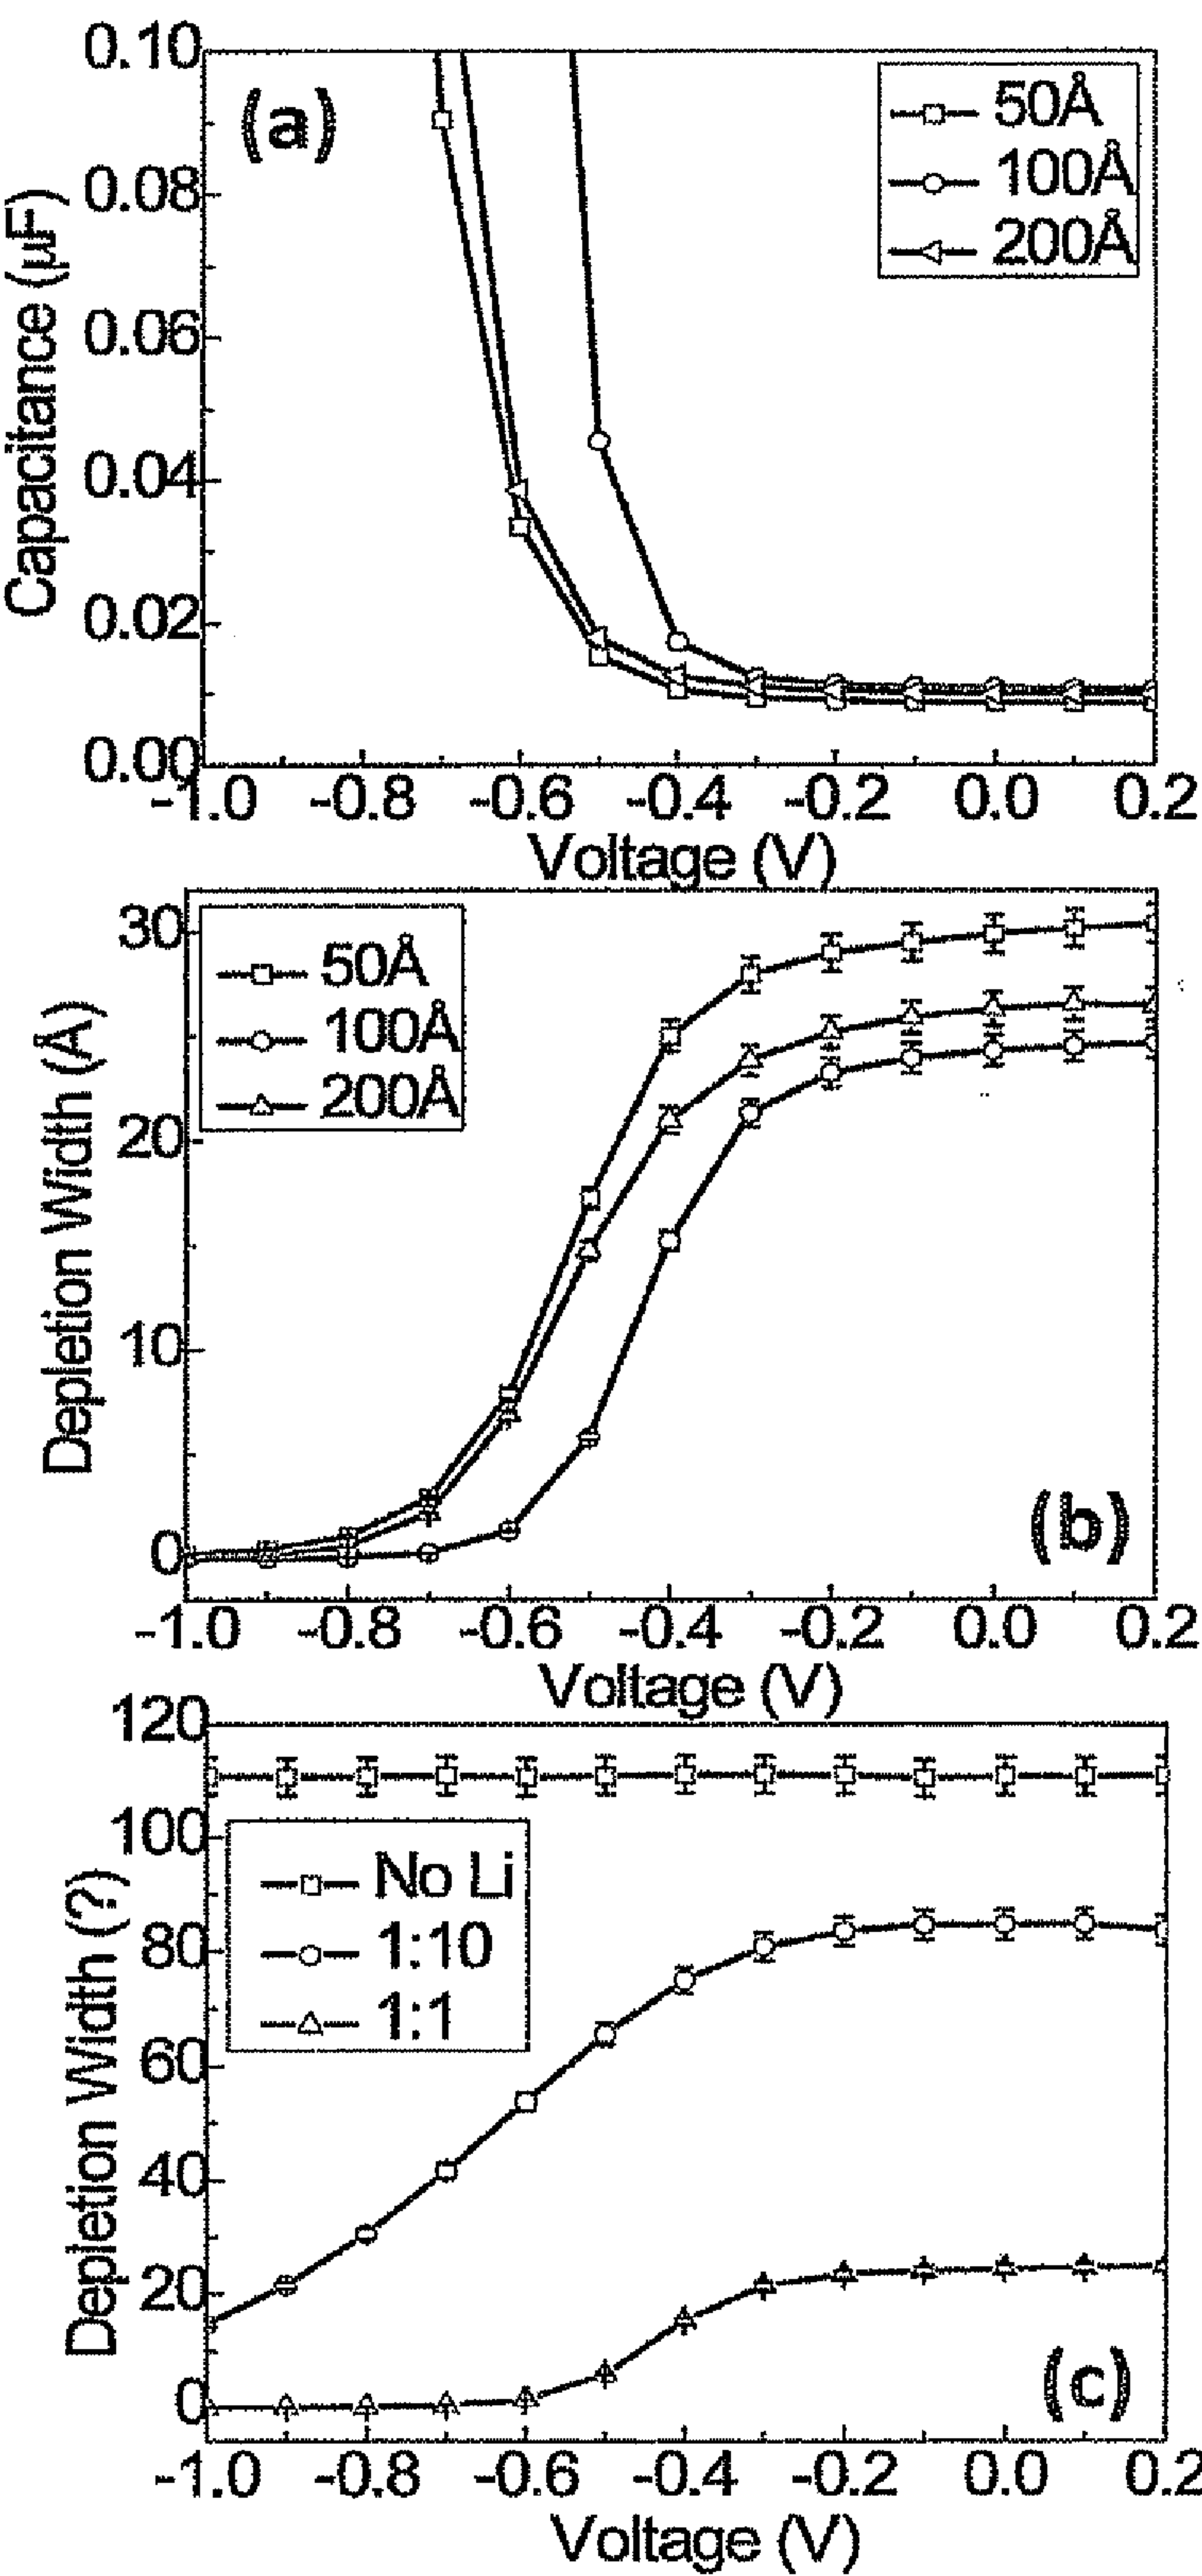 0.10
(a)
50Å
100Å
200Å
0.08
0.06
0.04
0.02
0.00
Capacitance (μF)
-1.0 -0.8 -0.6 -0.4 -0.2 0.0 0.2
Voltage (V)
30
50Å
100Å
200Å
20
10
0
Depletion Width (Å)
(b)
-1.0 -0.8 -0.6 -0.4 -0.2 0.0 0.2
Voltage (V)
120
100
No Li
1:10
1:1
80
60
40
20
0
Depletion Width (?)
(c)
-1.0 -0.8 -0.6 -0.4 -0.2 0.0 0.2
Voltage (V)